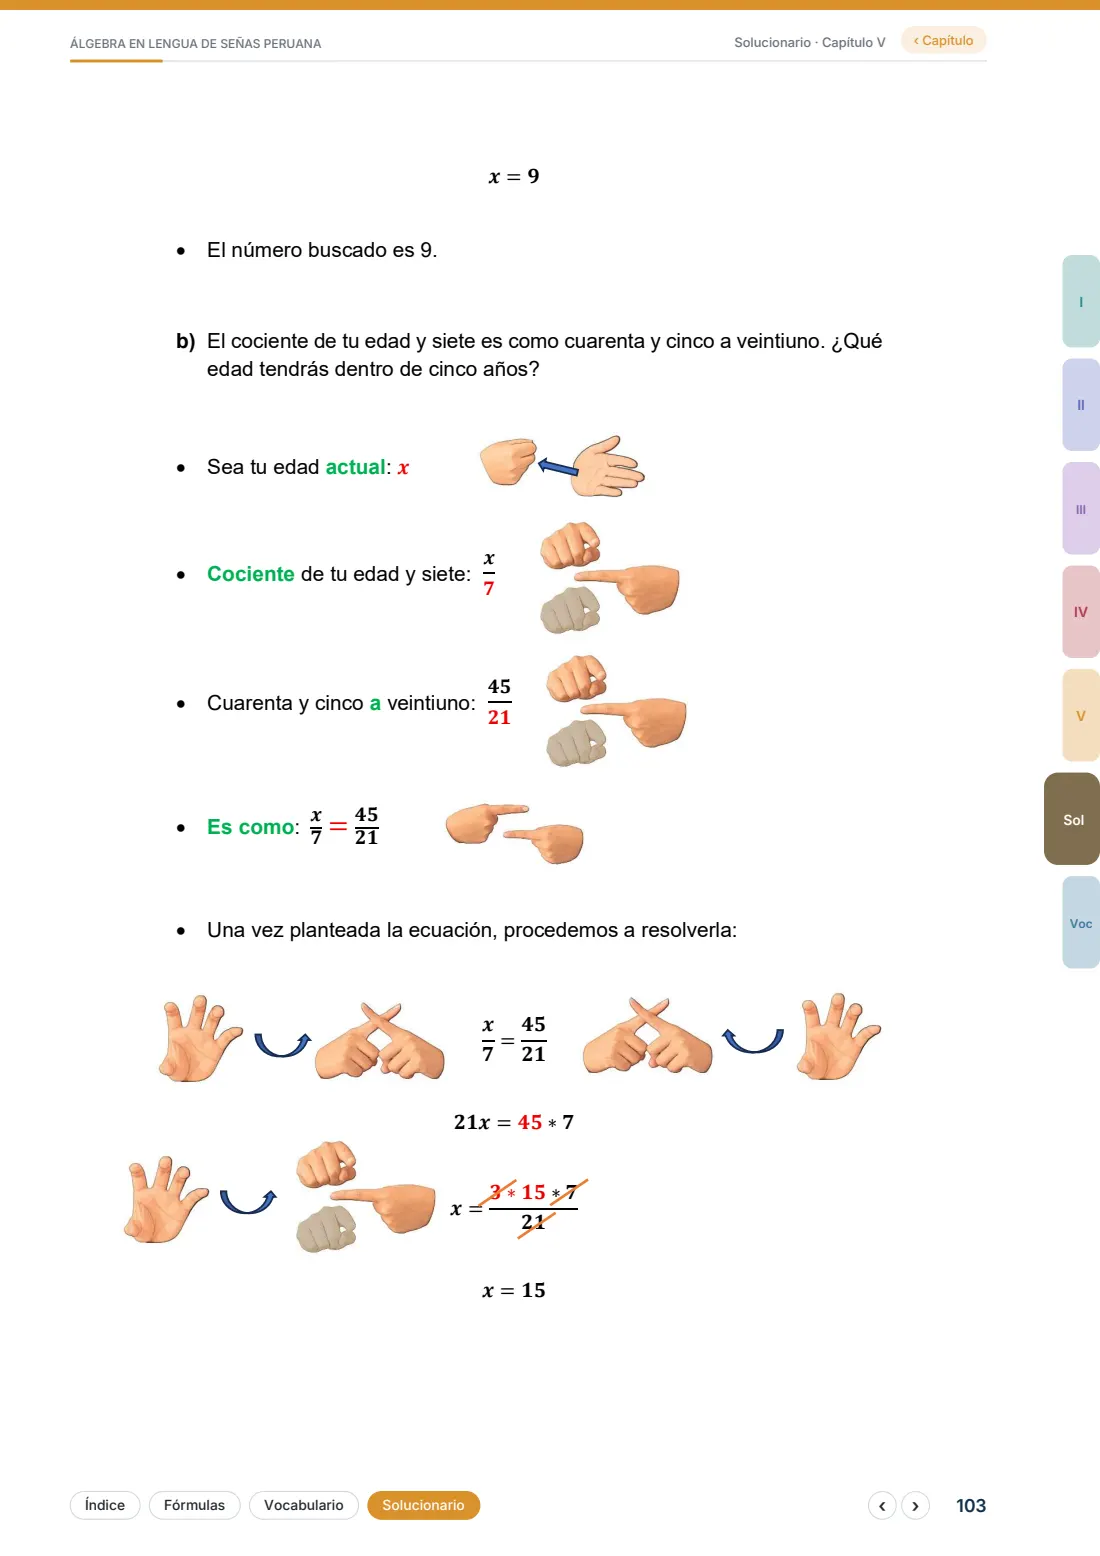 ÁLGEBRA EN LENGUA DE SEÑAS PERUANA
Solucionario · Capítulo V
‹ Capítulo
x = 9
• El número buscado es 9.
b) El cociente de tu edad y siete es como cuarenta y cinco a veintiuno. ¿Qué
edad tendrás dentro de cinco años?
• Sea tu edad actual: x
• Cociente de tu edad y siete: x/7
• Cuarenta y cinco a veintiuno: 45/21
• Es como: x/7 = 45/21
• Una vez planteada la ecuación, procedemos a resolverla:
x/7 = 45/21
21x = 45 * 7
x = 3 * 15 * 7/21
x = 15
I
II
III
IV
V
Sol
Voc
Índice
Fórmulas
Vocabulario
Solucionario
‹ ›
103